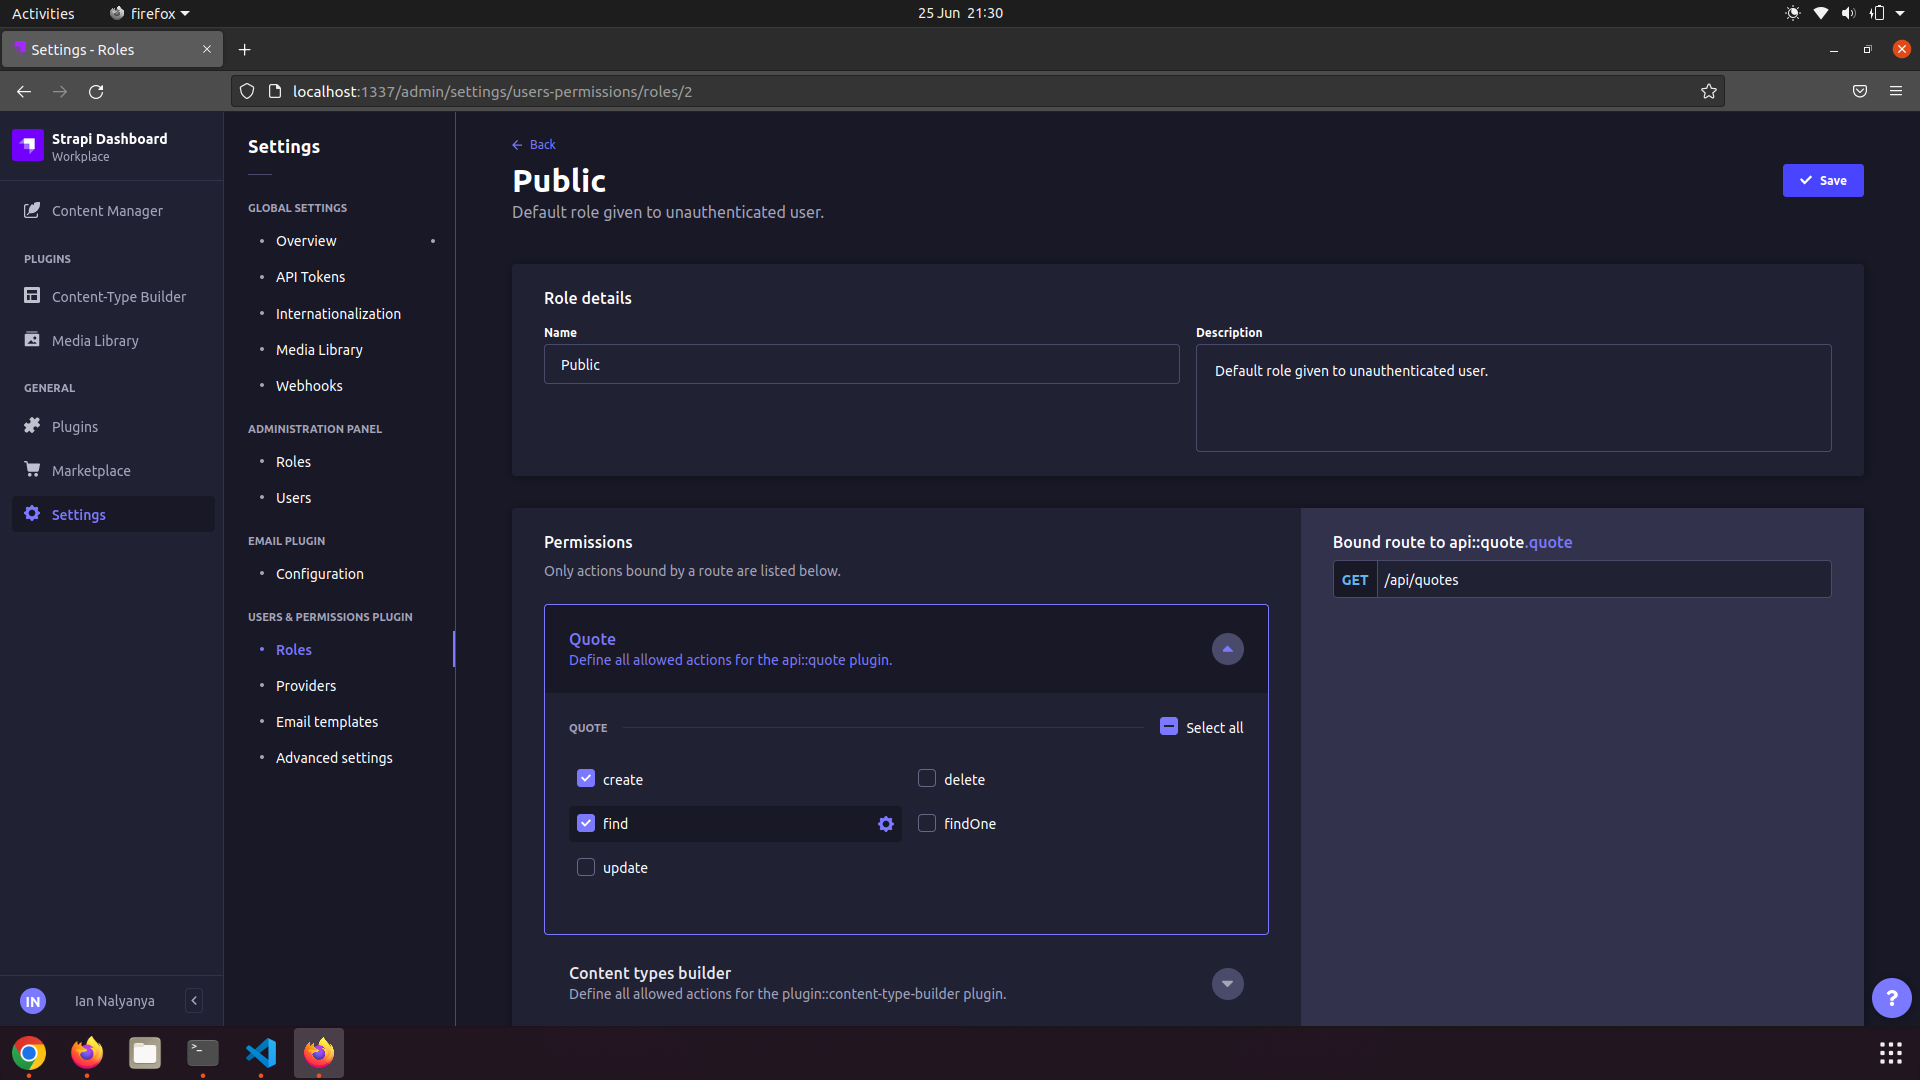 Activities
firefox
25 Jun 21:30
Settings - Roles
localhost:1337/admin/settings/users-permissions/roles/2
Strapi Dashboard
Workplace
Content Manager
PLUGINS
Content-Type Builder
Media Library
GENERAL
Plugins
Marketplace
Settings
IN
Ian Nalyanya
Settings
GLOBAL SETTINGS
Overview
API Tokens
Internationalization
Media Library
Webhooks
ADMINISTRATION PANEL
Roles
Users
EMAIL PLUGIN
Configuration
USERS & PERMISSIONS PLUGIN
Roles
Providers
Email templates
Advanced settings
Back
Public
Default role given to unauthenticated user.
Save
Role details
Name
Public
Description
Default role given to unauthenticated user.
Permissions
Only actions bound by a route are listed below.
Quote
Define all allowed actions for the api::quote plugin.
QUOTE
Select all
create
delete
find
findOne
update
Content types builder
Define all allowed actions for the plugin::content-type-builder plugin.
Bound route to api::quote.quote
GET /api/quotes
?